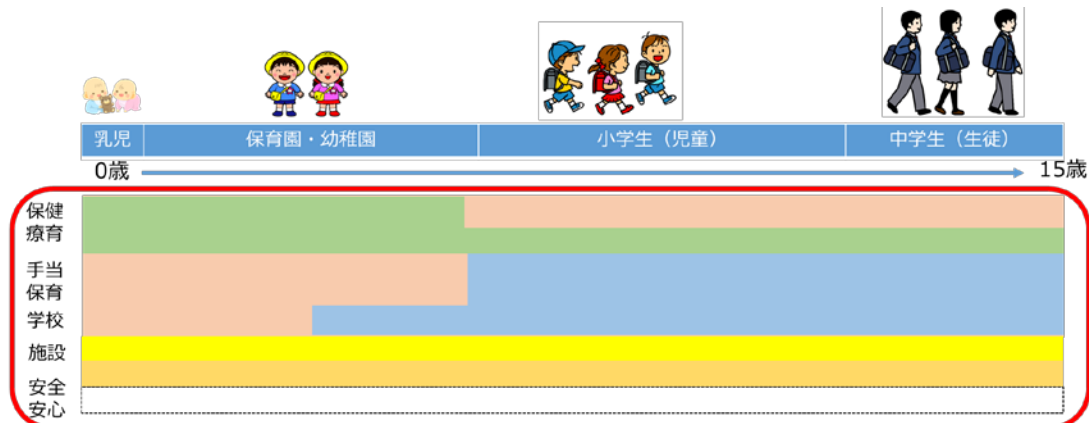 乳児
保育園・幼稚園
小学生（児童）
中学生（生徒）
0歳
15歳
保健
療育
手当
保育
学校
施設
安全
安心